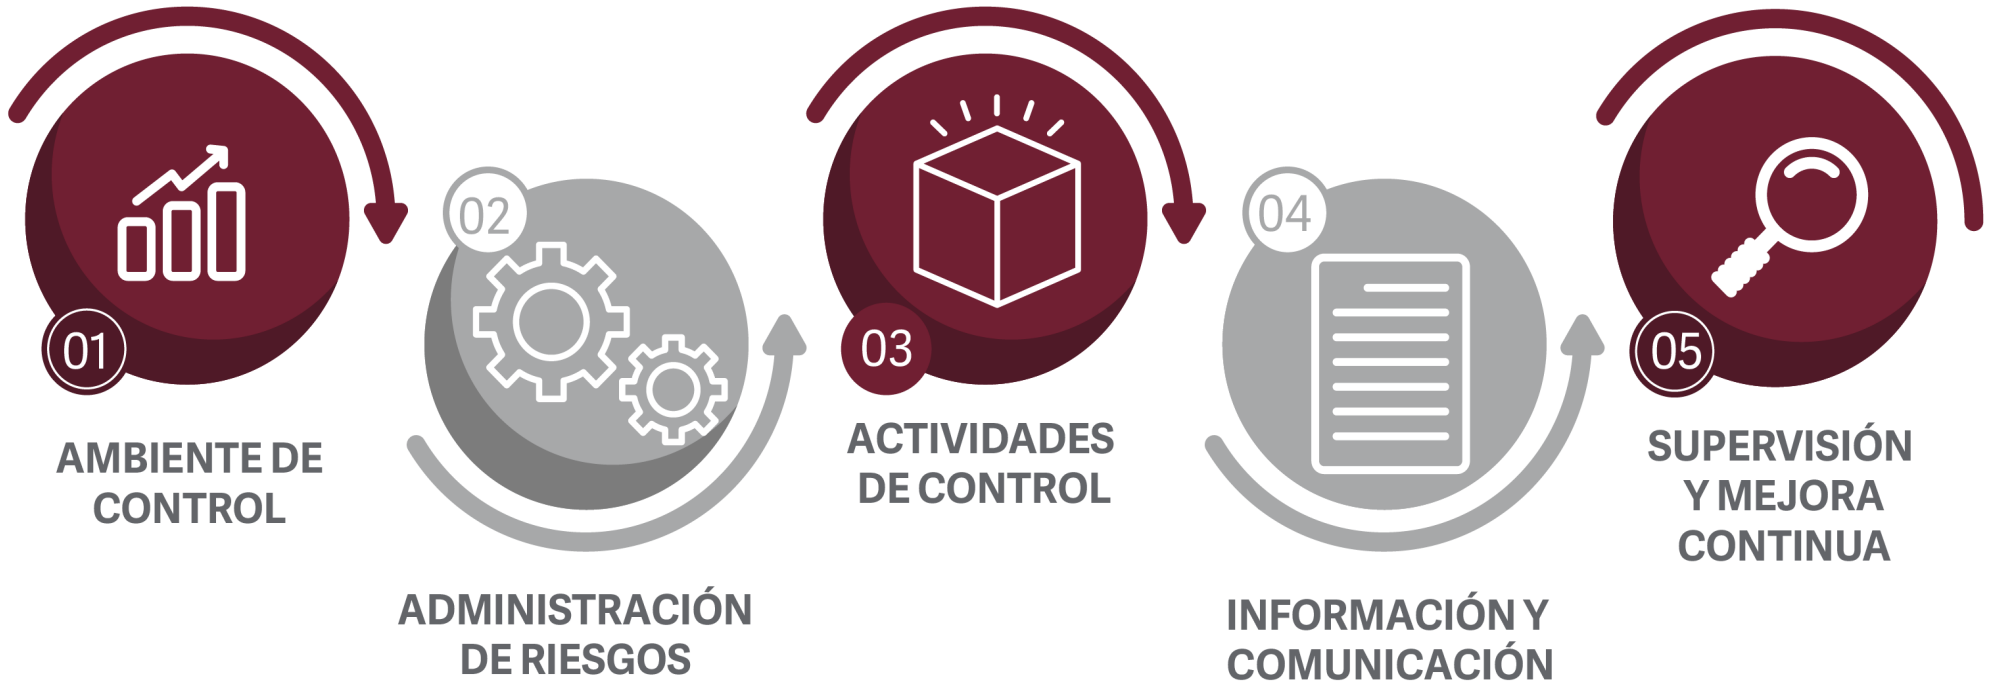 01
AMBIENTE DE
CONTROL
02
ADMINISTRACIÓN
DE RIESGOS
03
ACTIVIDADES
DE CONTROL
04
INFORMACIÓN Y
COMUNICACIÓN
05
SUPERVISIÓN
Y MEJORA
CONTINUA